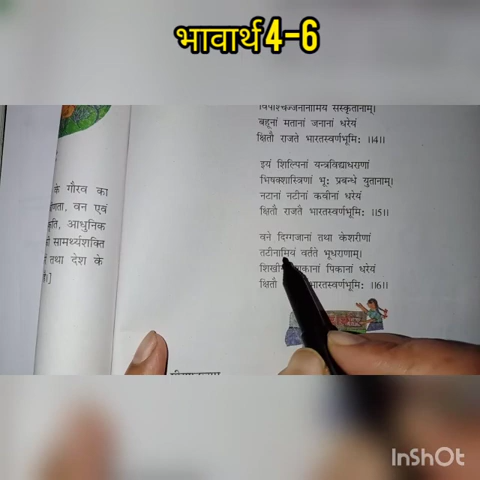 भावार्थ 4-6
बहूनां मतानां जनानां धरेयं
क्षितौ राजते भारतस्वर्णभूमिः ॥4॥
इयं शिल्पिनां यन्त्रविद्याधराणां
भिषक्शास्त्रिणां भूः प्रबन्धे युतानाम्।
नटानां नटीनां कवीनां धरेयं
क्षितौ राजते भारतस्वर्णभूमिः ॥5॥
वने दिग्गजानां तथा केशरीणां
तटीनामियं वर्तते भूधराणाम्।
पिकानां धरेयं
क्षितौ भारतस्वर्णभूमिः ॥6॥
के गौरव का
वन एवं
आधुनिक
सामर्थ्यशक्ति
तथा देश के
InShOt